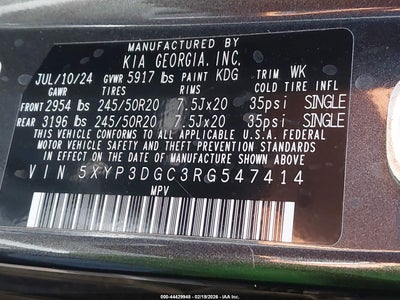 MANUFACTURED BY
KIA GEORGIA, INC.
JUL/10/24 GVWR 5917 lbs PAINT KDG TRIM WK
GAWR TIRES RIMS COLD TIRE INFL
FRONT 2954 lbs 245/50R20 7.5Jx20 35psi SINGLE
REAR 3196 lbs 245/50R20 7.5Jx20 35psi SINGLE
THIS VEHICLE CONFORMS TO ALL APPLICABLE U.S.A. FEDERAL
MOTOR VEHICLE SAFETY AND THEFT PREVENTION STANDARDS
IN EFFECT ON THE DATE OF MANUFACTURE SHOWN ABOVE.
VIN 5XYP3DGC3RG547414
MPV
000-44429948 - 02/19/2026 - IAA Inc.